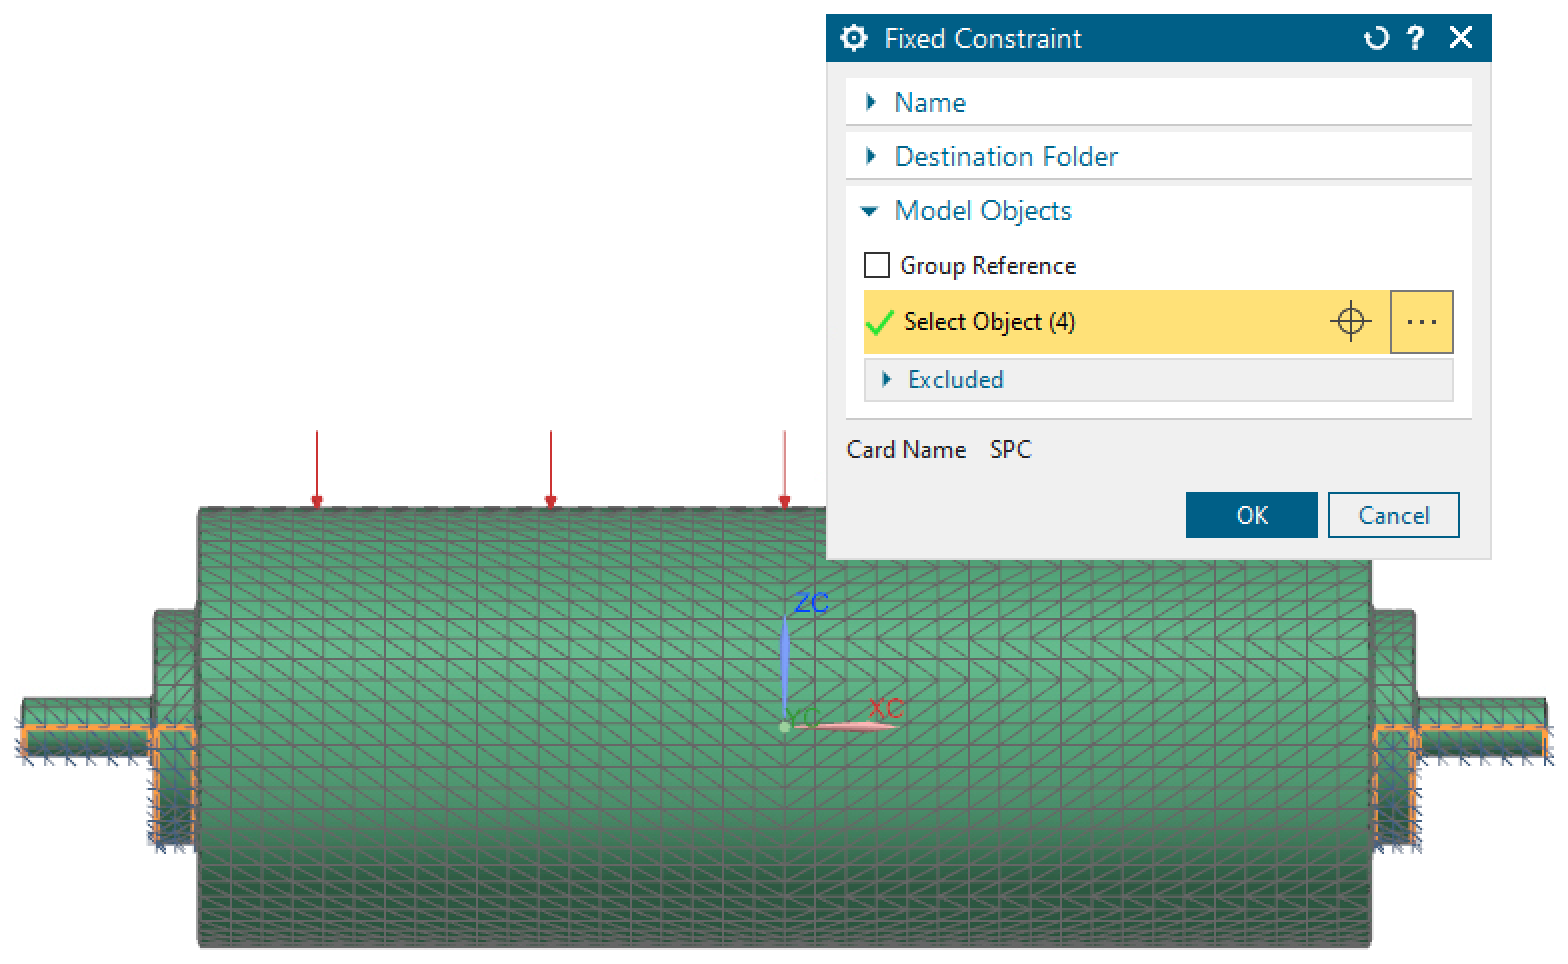 Fixed Constraint ?
Name
Destination Folder
Model Objects
Group Reference
Select Object (4) ...
Excluded
Card Name SPC
OK Cancel
ZC
YC XC